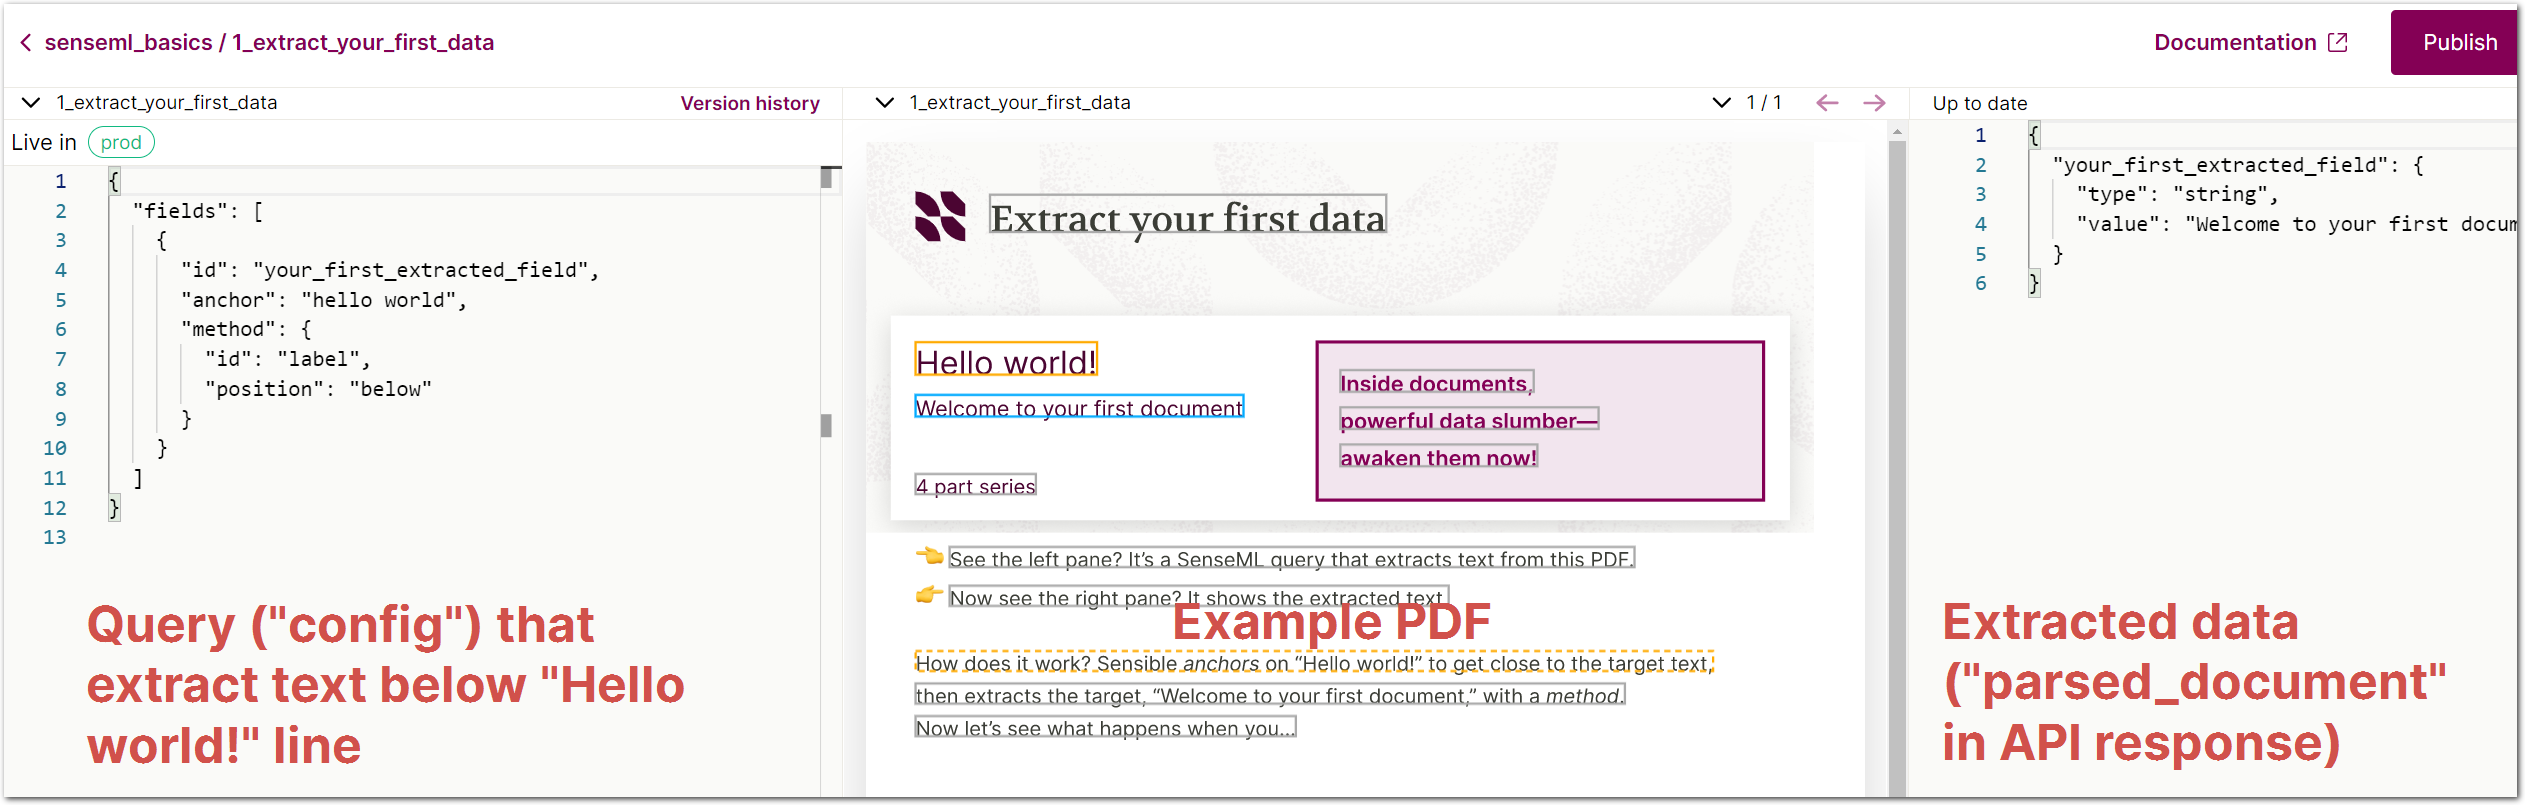 senseml_basics / 1_extract_your_first_data
Documentation
Publish
1_extract_your_first_data
Version history
Live in prod
1 {
2 "fields": [
3 {
4 "id": "your_first_extracted_field",
5 "anchor": "hello world",
6 "method": {
7 "id": "label",
8 "position": "below"
9 }
10 }
11 ]
12 }
13
Query ("config") that
extract text below "Hello
world!" line
1_extract_your_first_data
1 / 1
Extract your first data
Hello world!
Welcome to your first document
4 part series
Inside documents,
powerful data slumber—
awaken them now!
See the left pane? It’s a SenseML query that extracts text from this PDF.
Now see the right pane? It shows the extracted text.
Example PDF
How does it work? Sensible anchors on “Hello world!” to get close to the target text,
then extracts the target, “Welcome to your first document,” with a method.
Now let’s see what happens when you...
Up to date
1 {
2 "your_first_extracted_field": {
3 "type": "string",
4 "value": "Welcome to your first docum
5 }
6 }
Extracted data
("parsed_document"
in API response)